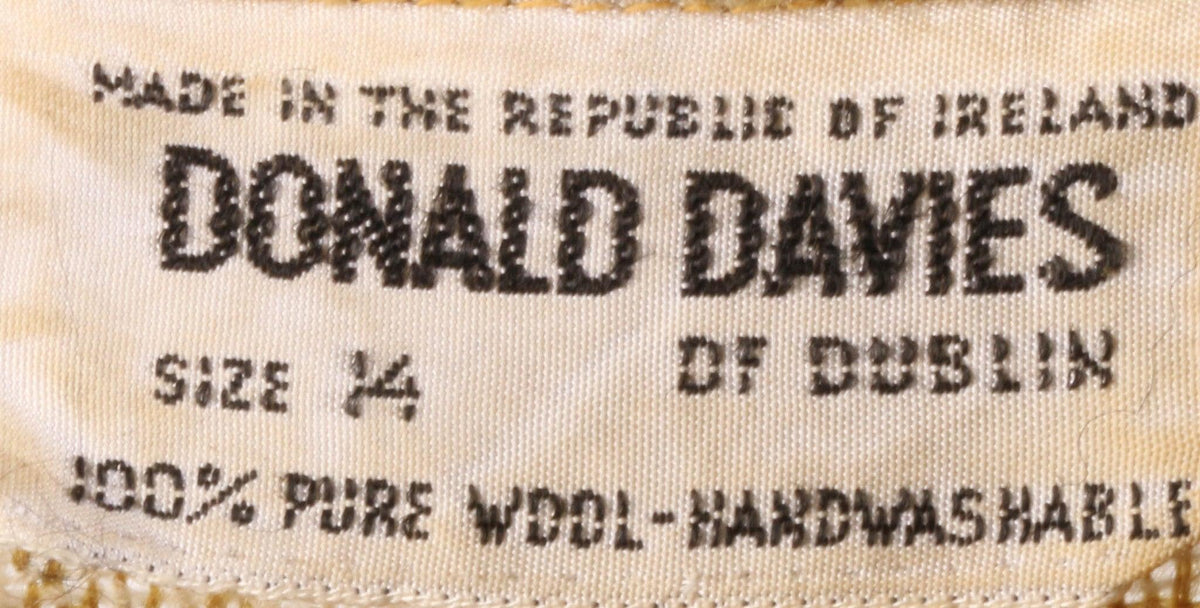 MADE IN THE REPUBLIC OF IRELAND
DONALD DAVIES
OF DUBLIN
SIZE 14
100% PURE WOOL-HANDWASHABLE